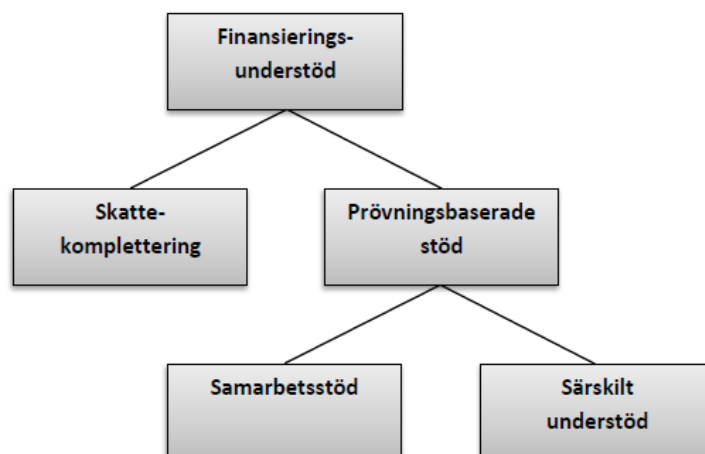 Finansierings-
understöd
Skatte-
komplettering
Prövningsbaserade
stöd
Samarbetsstöd
Särskilt
understöd